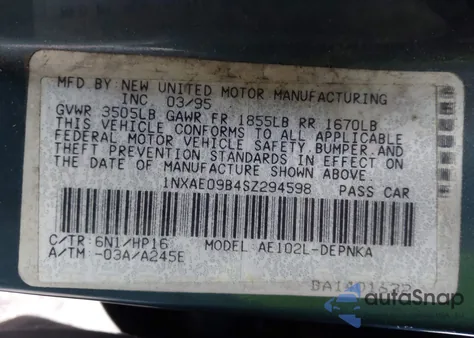 MFD BY NEW UNITED MOTOR MANUFACTURING
INC. 03/95
GVWR 3505LB GAWR FR 1855LB RR 1670LB
THIS VEHICLE CONFORMS TO ALL APPLICABLE
FEDERAL MOTOR VEHICLE SAFETY, BUMPER, AND
THEFT PREVENTION STANDARDS IN EFFECT ON
THE DATE OF MANUFACTURE SHOWN ABOVE.
1NXAE09B4SZ294598 PASS CAR
C/TR 6N1/HP16 MODEL AE102L-DEPNKA
A/TM -03A/A245E
autoSnap